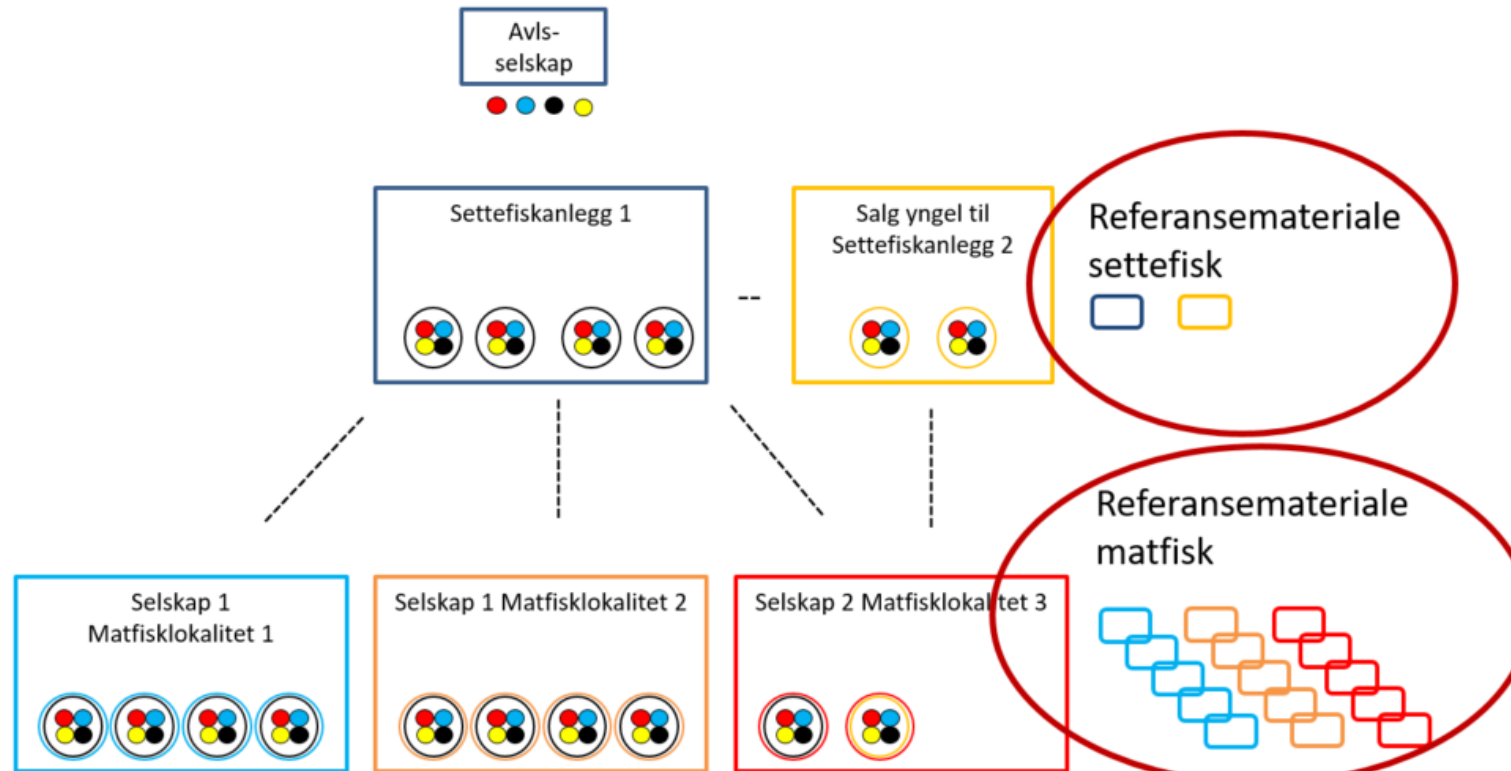 Avls-
selskap
Settefiskanlegg 1
Salg yngel til
Settefiskanlegg 2
--
Referansemateriale
settefisk
Referansemateriale
matfisk
Selskap 1
Matfisklokalitet 1
Selskap 1 Matfisklokalitet 2
Selskap 2 Matfisklokalitet 3